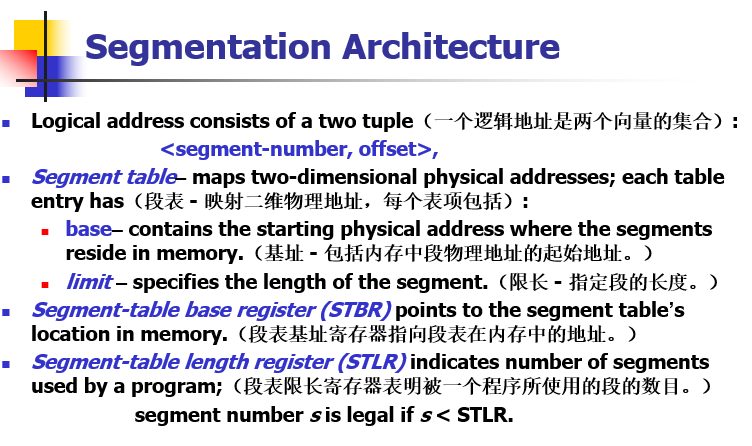 Segmentation Architecture
Logical address consists of a two tuple（一个逻辑地址是两个向量的集合）:
<segment-number, offset>,
Segment table– maps two-dimensional physical addresses; each table
entry has（段表 - 映射二维物理地址，每个表项包括）:
base– contains the starting physical address where the segments
reside in memory.（基址 - 包括内存中段物理地址的起始地址。）
limit – specifies the length of the segment.（限长 - 指定段的长度。）
Segment-table base register (STBR) points to the segment table’s
location in memory.（段表基址寄存器指向段表在内存中的地址。）
Segment-table length register (STLR) indicates number of segments
used by a program;（段表限长寄存器表明被一个程序所使用的段的数目。）
segment number s is legal if s < STLR.